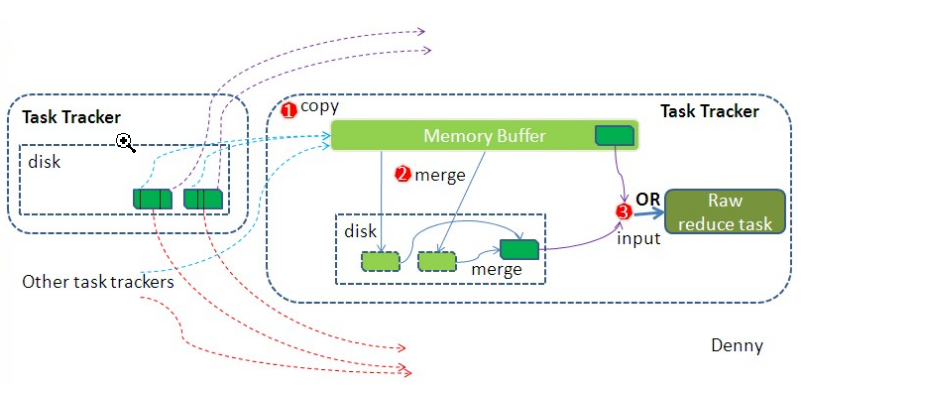 Task Tracker
disk
Other task trackers
1 copy
Task Tracker
Memory Buffer
2 merge
disk
merge
3
OR
input
Raw
reduce task
Denny